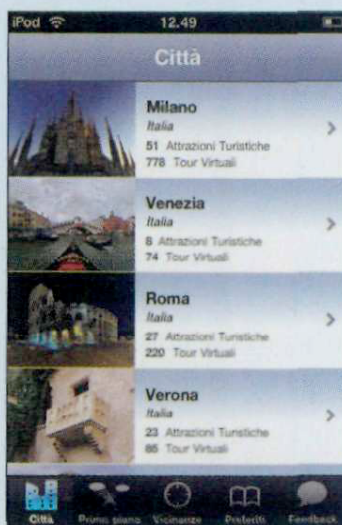 iPod 12.49
Città
Milano
Italia
51 Attrazioni Turistiche
778 Tour Virtuali
Venezia
Italia
8 Attrazioni Turistiche
74 Tour Virtuali
Roma
Italia
27 Attrazioni Turistiche
220 Tour Virtuali
Verona
Italia
23 Attrazioni Turistiche
86 Tour Virtuali
Città Primo piano Vicinanze Preferiti Feedback